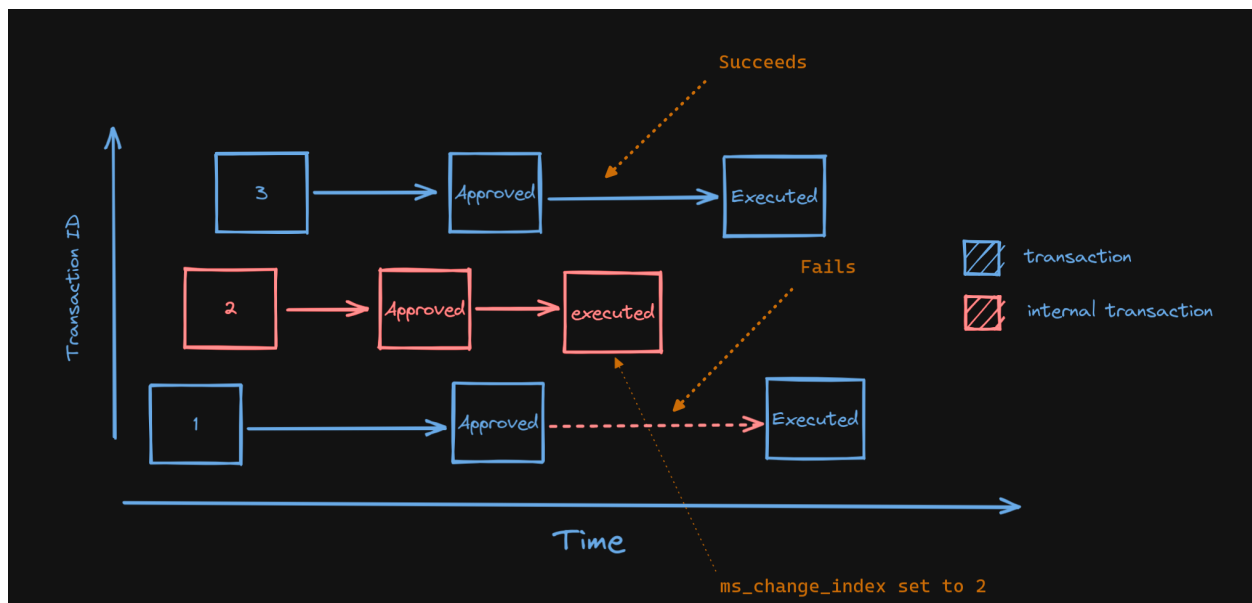 Succeeds
3
Approved
Executed
Transaction ID
Fails
transaction
2
Approved
executed
internal transaction
1
Approved
Executed
Time
ms_change_index set to 2